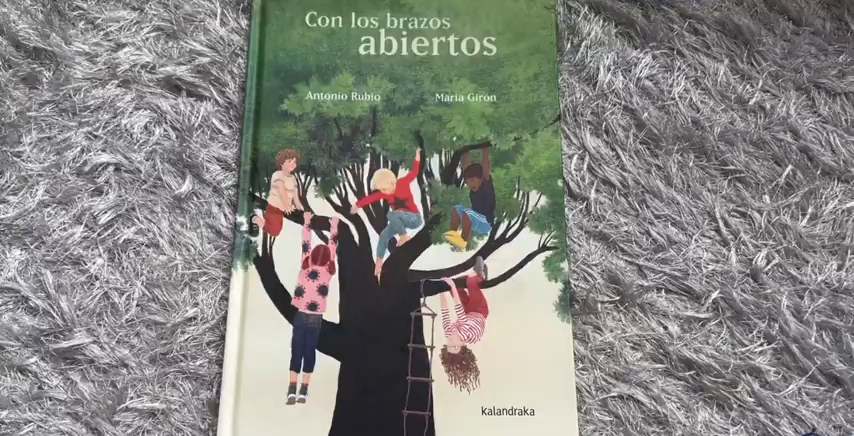 Con los brazos
abiertos
Antonio Rubio
María Girón
kalandraka